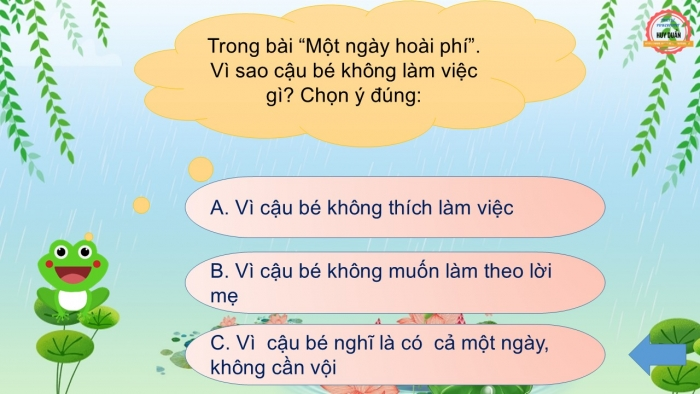 HUY QUÂN
Trong bài “Một ngày hoài phí”.
Vì sao cậu bé không làm việc
gì? Chọn ý đúng:
A. Vì cậu bé không thích làm việc
B. Vì cậu bé không muốn làm theo lời
mẹ
C. Vì cậu bé nghĩ là có cả một ngày,
không cần vội